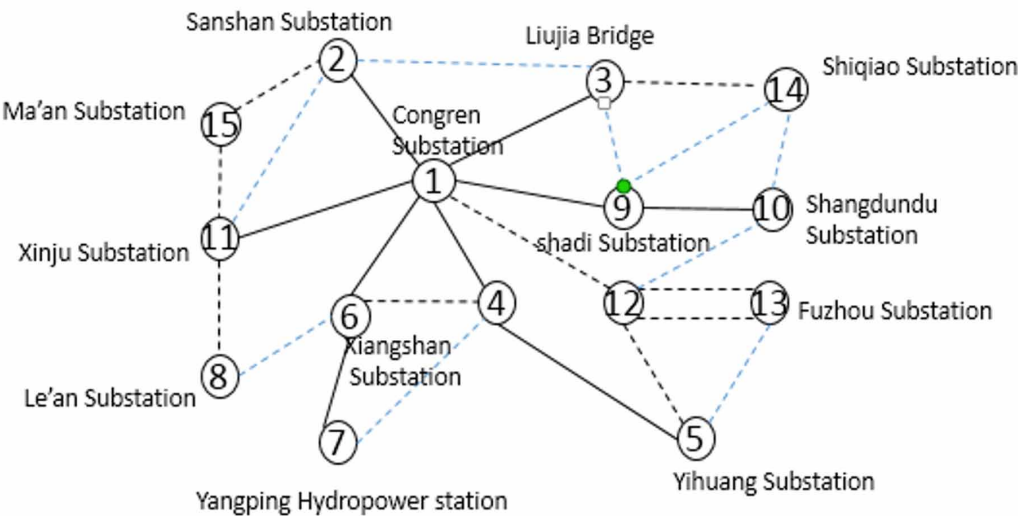 Sanshan Substation
Liujia Bridge
2
Shiqiao Substation
3
14
Ma'an Substation
15
Congren
Substation
1
9
10
Shangdundu
Substation
11
shadi Substation
Xinju Substation
12
13
Fuzhou Substation
6
4
Xiangshan
Substation
8
Le'an Substation
7
5
Yihuang Substation
Yangping Hydropower station